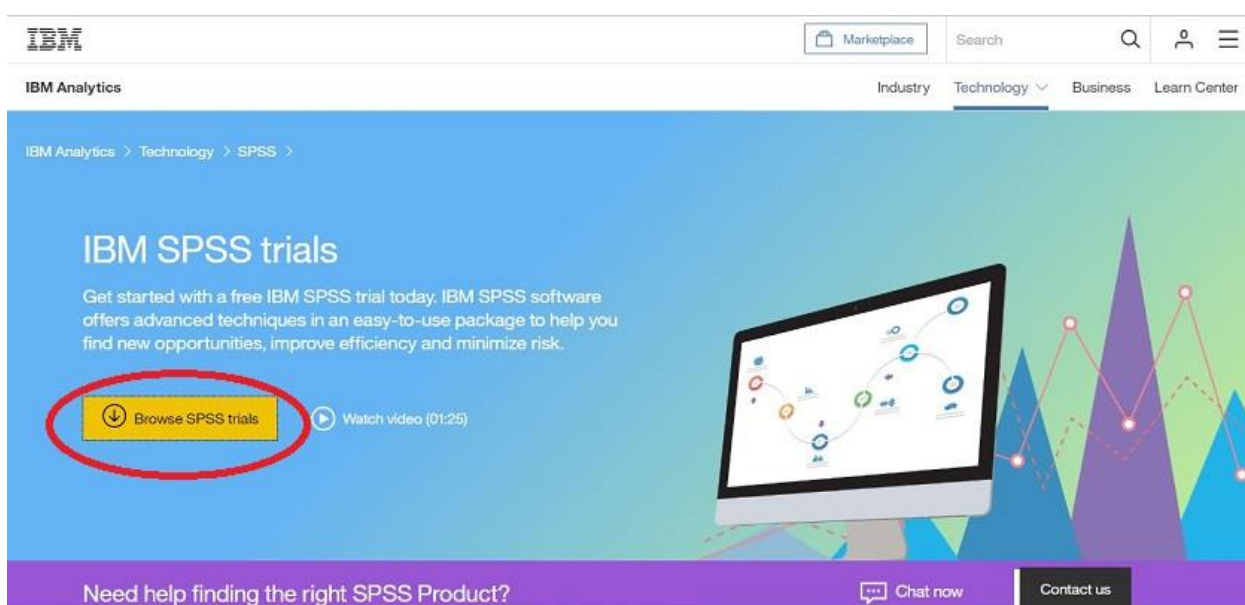 IBM
Marketplace
Search
IBM Analytics
Industry Technology Business Learn Center
IBM Analytics > Technology > SPSS >
IBM SPSS trials
Get started with a free IBM SPSS trial today. IBM SPSS software
offers advanced techniques in an easy-to-use package to help you
find new opportunities, improve efficiency and minimize risk.
Browse SPSS trials
Watch video (01:25)
Need help finding the right SPSS Product?
Chat now
Contact us